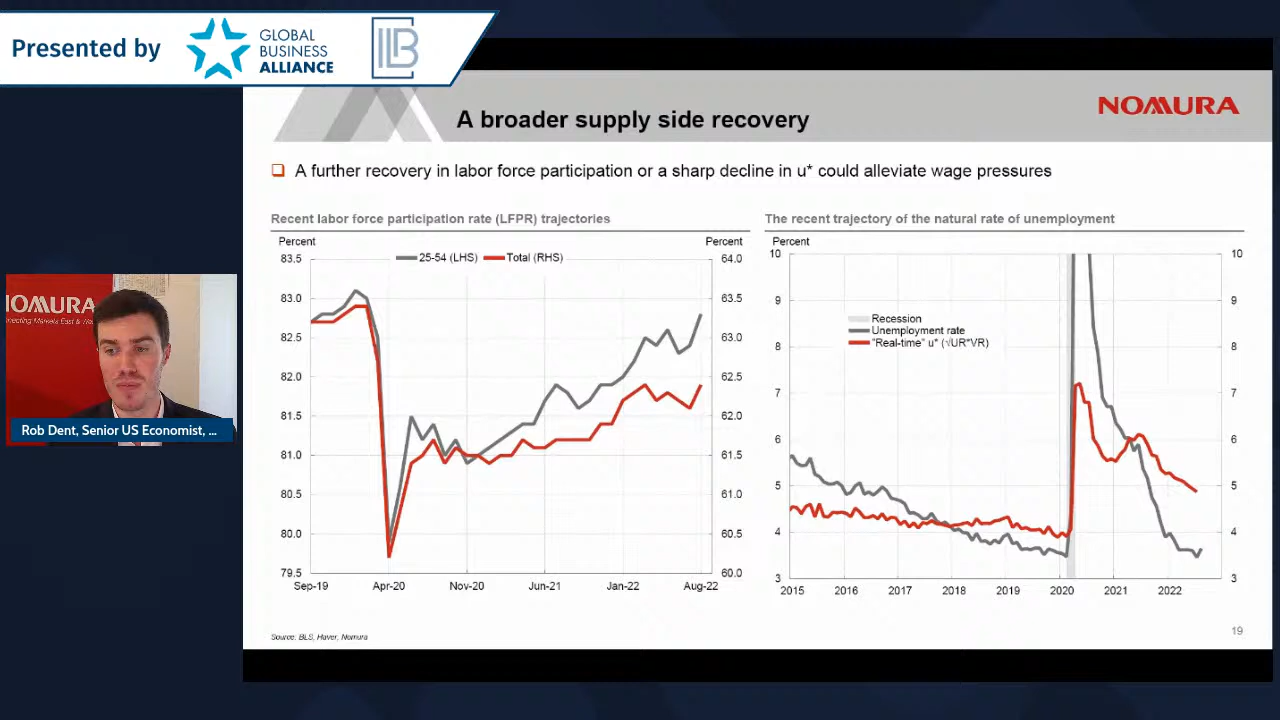 Presented by
GLOBAL
BUSINESS
ALLIANCE
A broader supply side recovery
NOMURA
A further recovery in labor force participation or a sharp decline in u* could alleviate wage pressures
Recent labor force participation rate (LFPR) trajectories
Percent
Percent
25-54 (LHS)
Total (RHS)
83.5
83.0
82.5
82.0
81.5
81.0
80.5
80.0
79.5
64.0
63.5
63.0
62.5
62.0
61.5
61.0
60.5
60.0
Sep-19
Apr-20
Nov-20
Jun-21
Jan-22
Aug-22
The recent trajectory of the natural rate of unemployment
Percent
10
9
8
7
6
5
4
3
10
9
8
7
6
5
4
3
Recession
Unemployment rate
"Real-time" u* (√UR*VR)
2015
2016
2017
2018
2019
2020
2021
2022
Source: BLS, Haver, Nomura
19
NOMURA
Rob Dent, Senior US Economist, ...